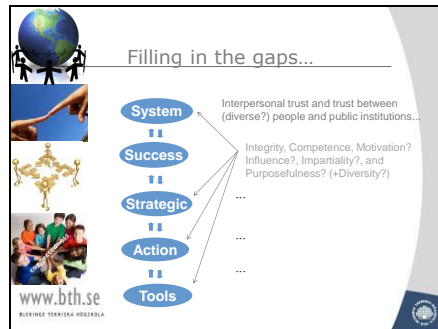 Filling in the gaps...
System
Interpersonal trust and trust between
(diverse?) people and public institutions...
Success
Integrity, Competence, Motivation?
Influence?, Impartiality?, and
Purposefulness? (+Diversity?)
Strategic
...
Action
...
...
Tools
www.bth.se
BLEKINGE TEKNISKA HÖGSKOLA